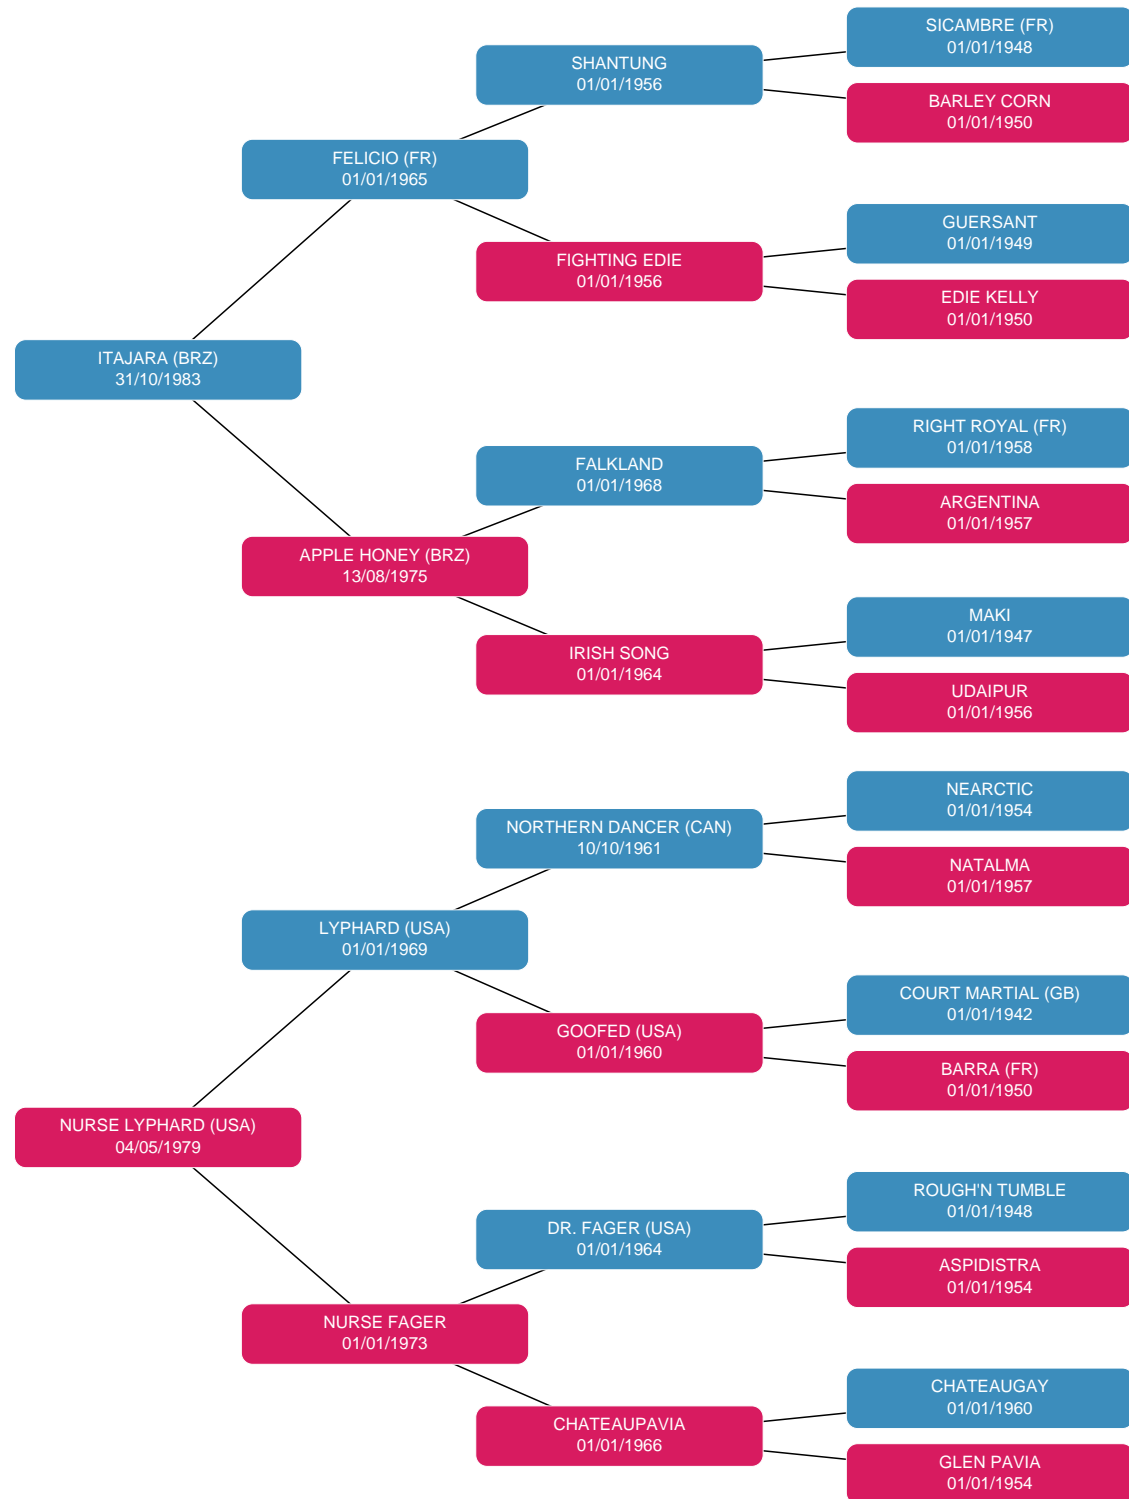 SICAMBRE (FR)
01/01/1948
SHANTUNG
01/01/1956
BARLEY CORN
01/01/1950
FELICIO (FR)
01/01/1965
GUERSANT
01/01/1949
FIGHTING EDIE
01/01/1956
EDIE KELLY
01/01/1950
ITAJARA (BRZ)
31/10/1983
RIGHT ROYAL (FR)
01/01/1958
FALKLAND
01/01/1968
ARGENTINA
01/01/1957
APPLE HONEY (BRZ)
13/08/1975
MAKI
01/01/1947
IRISH SONG
01/01/1964
UDAIPUR
01/01/1956
NEARCTIC
01/01/1954
NORTHERN DANCER (CAN)
10/10/1961
NATALMA
01/01/1957
LYPHARD (USA)
01/01/1969
COURT MARTIAL (GB)
01/01/1942
GOOFED (USA)
01/01/1960
BARRA (FR)
01/01/1950
NURSE LYPHARD (USA)
04/05/1979
ROUGH'N TUMBLE
01/01/1948
DR. FAGER (USA)
01/01/1964
ASPIDISTRA
01/01/1954
NURSE FAGER
01/01/1973
CHATEAUGAY
01/01/1960
CHATEAUPAVIA
01/01/1966
GLEN PAVIA
01/01/1954